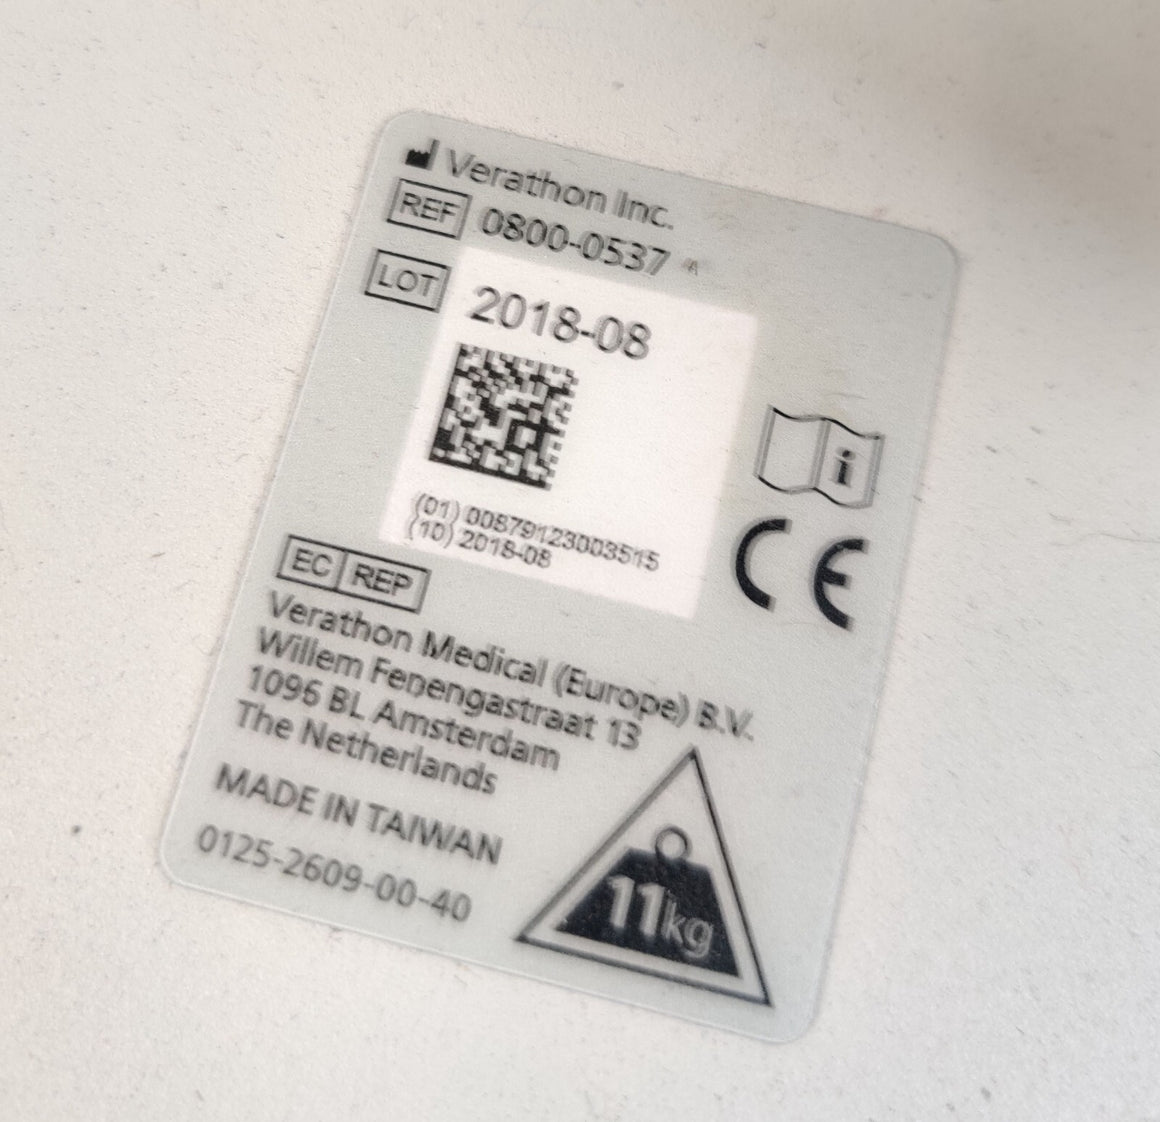 Verathon Inc.
REF 0800-0537
LOT 2018-08
(01) 00879123003515
(10) 2018-08
EC REP
Verathon Medical (Europe) B.V.
Willem Fenengastraat 13
1096 BL Amsterdam
The Netherlands
MADE IN TAIWAN
0125-2609-00-40
i
CE
11kg